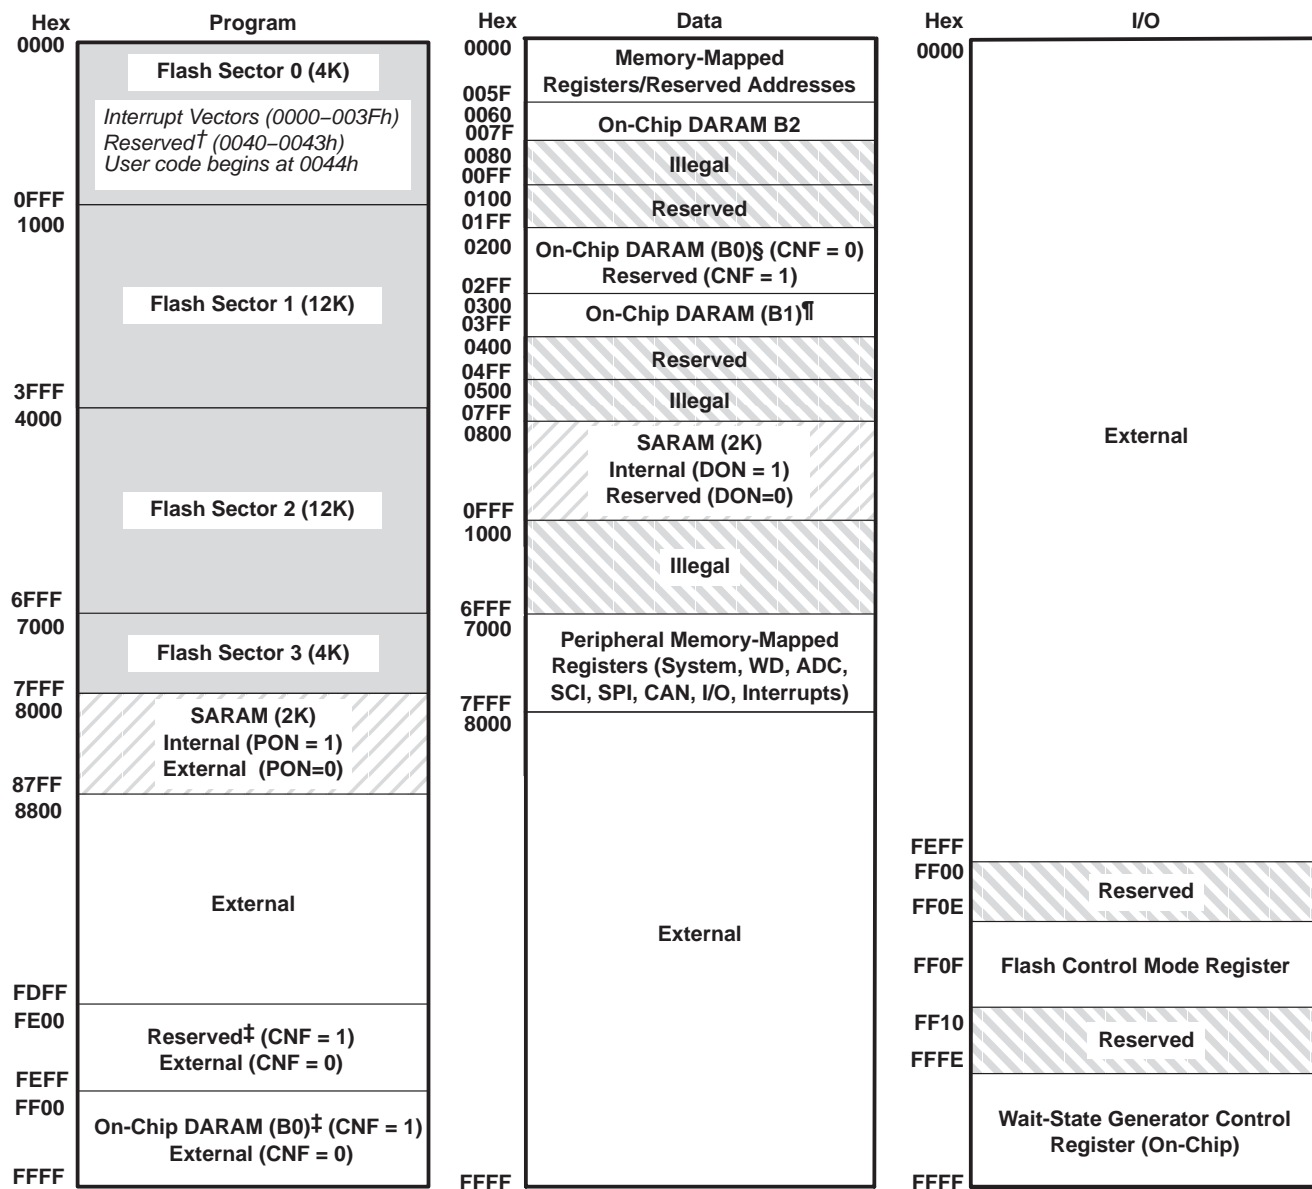 Hex Program
0000
Flash Sector 0 (4K)
Interrupt Vectors (0000–003Fh)
Reserved† (0040–0043h)
User code begins at 0044h
0FFF
1000
Flash Sector 1 (12K)
3FFF
4000
Flash Sector 2 (12K)
6FFF
7000
Flash Sector 3 (4K)
7FFF
8000
SARAM (2K)
Internal (PON = 1)
External (PON=0)
87FF
8800
External
FDFF
FE00
Reserved‡ (CNF = 1)
External (CNF = 0)
FEFF
FF00
On-Chip DARAM (B0)‡ (CNF = 1)
External (CNF = 0)
FFFF
Hex Data
0000
Memory-Mapped
Registers/Reserved Addresses
005F
0060
On-Chip DARAM B2
007F
0080
Illegal
00FF
0100
Reserved
01FF
0200
On-Chip DARAM (B0)§ (CNF = 0)
Reserved (CNF = 1)
02FF
0300
On-Chip DARAM (B1)¶
03FF
0400
Reserved
04FF
0500
Illegal
07FF
0800
SARAM (2K)
Internal (DON = 1)
Reserved (DON=0)
0FFF
1000
Illegal
6FFF
7000
Peripheral Memory-Mapped
Registers (System, WD, ADC,
SCI, SPI, CAN, I/O, Interrupts)
7FFF
8000
External
FFFF
Hex I/O
0000
External
FEFF
FF00
Reserved
FF0E
FF0F Flash Control Mode Register
FF10
Reserved
FFFE
Wait-State Generator Control
Register (On-Chip)
FFFF